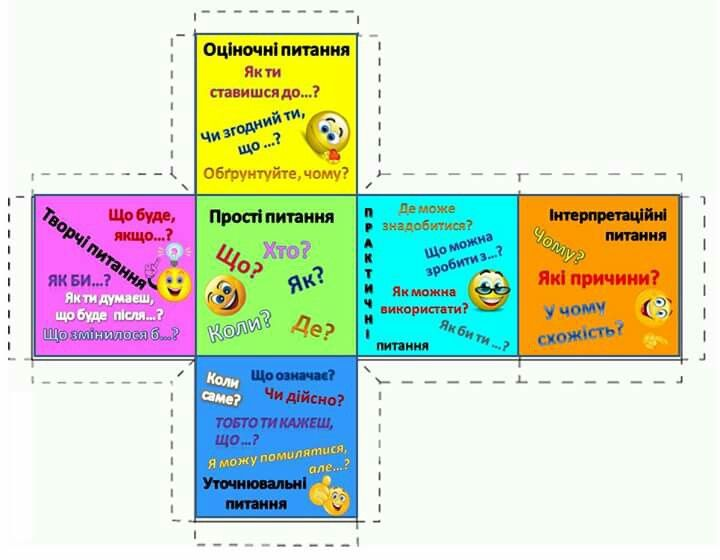 Оціночні питання
Як ти
ставишся до...?
Чи згодний ти,
що ...?
Обґрунтуйте, чому?
Творчі питання
Що буде,
якщо...?
ЯК БИ...?
Як ти думаєш,
що буде після...?
Що змінилося б...?
Прості питання
Що?
Хто?
Як?
Коли?
Де?
ПРАКТИЧНІ
Де може
знадобитися?
Що можна
зробити з...?
Як можна
використати?
Як би ти ...?
питання
Інтерпретаційні
питання
Чому?
Які причини?
У чому
схожість?
Коли
саме?
Що означає?
Чи дійсно?
ТОБТО ТИ КАЖЕШ,
ЩО ...?
Я можу помилятися,
але...?
Уточнювальні
питання